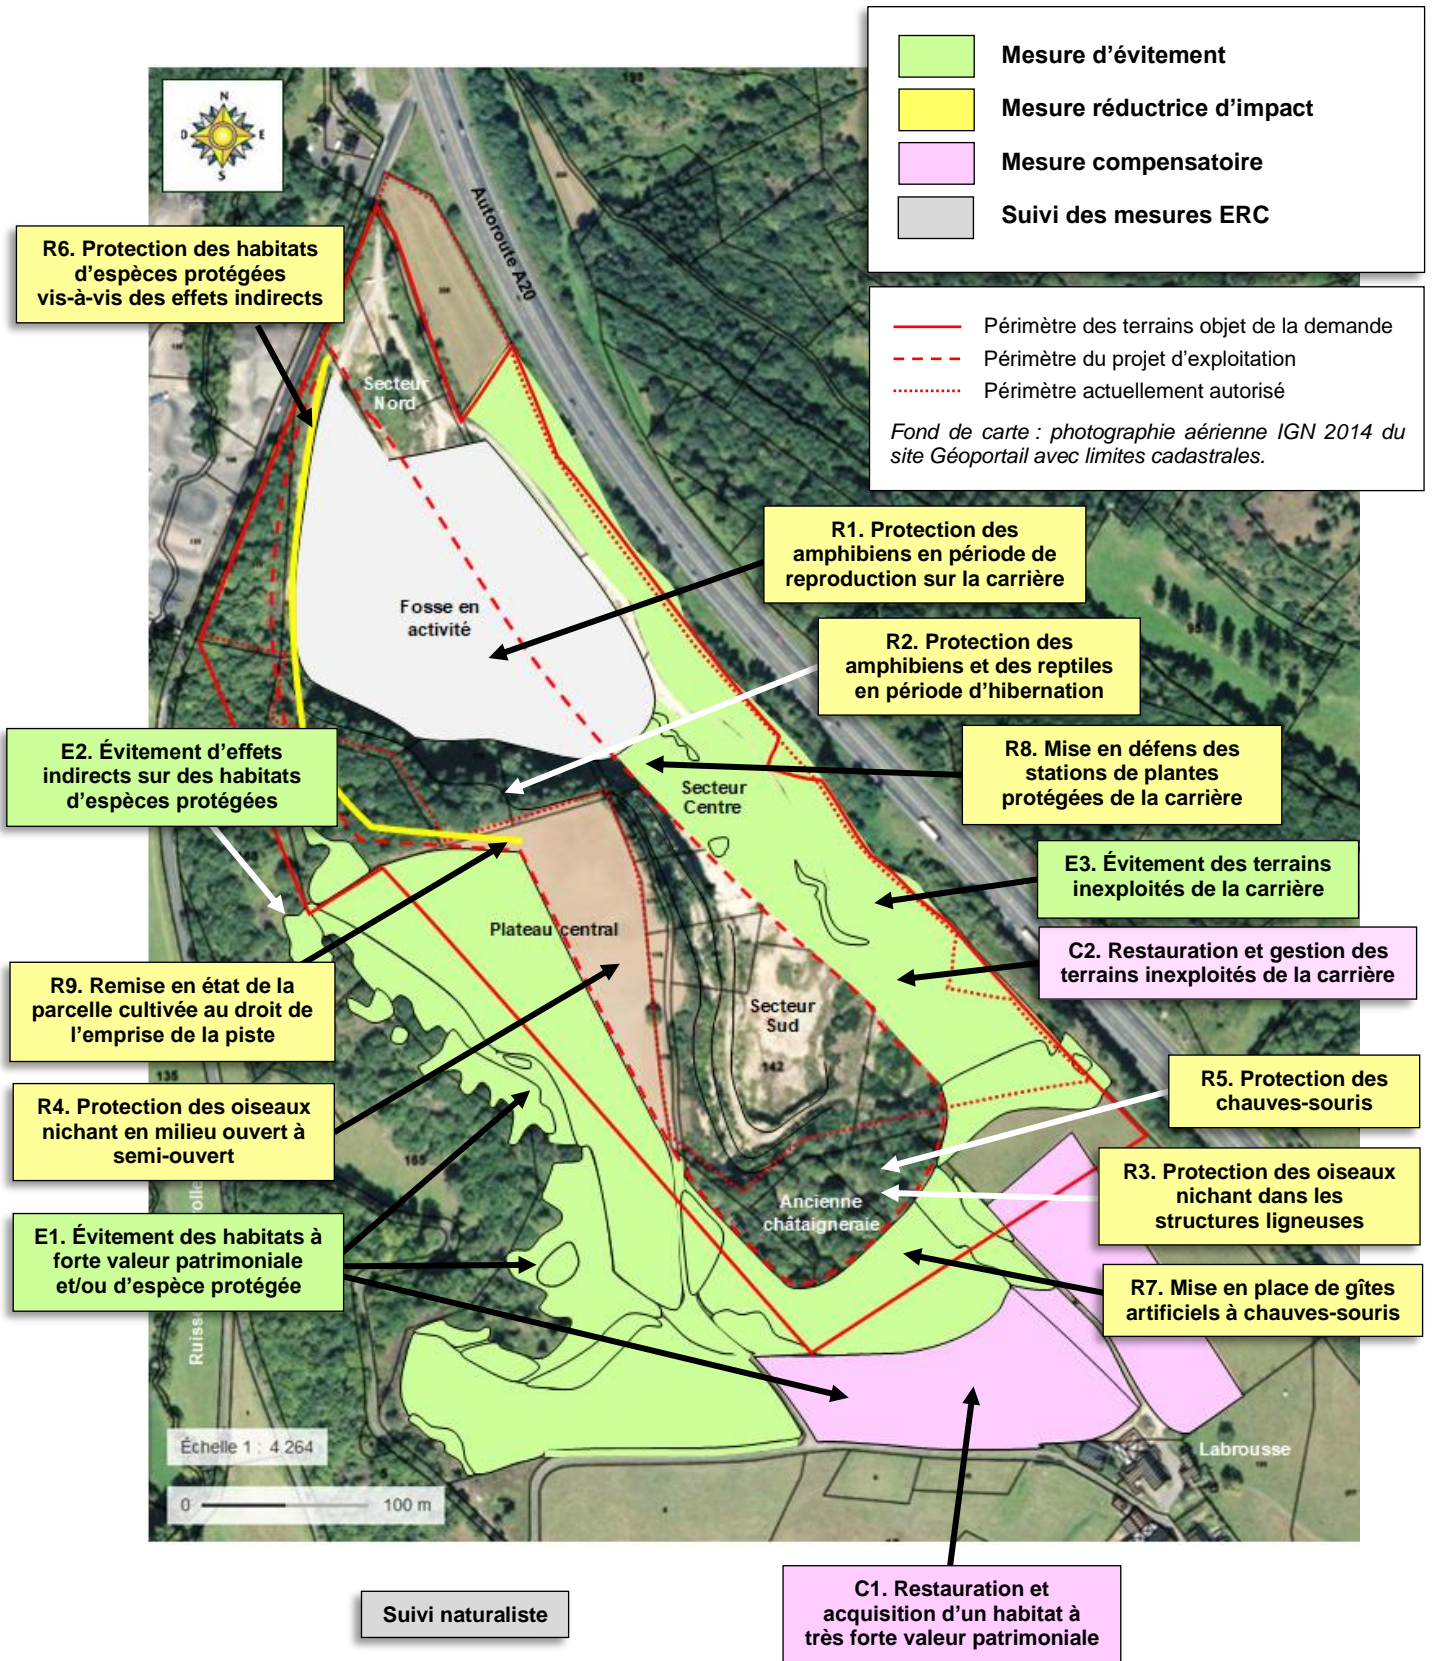 Mesure d'évitement
Mesure réductrice d'impact
Mesure compensatoire
Suivi des mesures ERC
Périmètre des terrains objet de la demande
Périmètre du projet d'exploitation
Périmètre actuellement autorisé
Fond de carte : photographie aérienne IGN 2014 du
site Géoportail avec limites cadastrales.
N
O
E
S
Autoroute A20
R6. Protection des habitats
d'espèces protégées
vis-à-vis des effets indirects
Secteur
Nord
R1. Protection des
amphibiens en période de
reproduction sur la carrière
Fosse en
activité
R2. Protection des
amphibiens et des reptiles
en période d'hibernation
95
E2. Évitement d'effets
indirects sur des habitats
d'espèces protégées
R8. Mise en défens des
stations de plantes
protégées de la carrière
Secteur
Centre
E3. Évitement des terrains
inexploités de la carrière
Plateau central
C2. Restauration et gestion des
terrains inexploités de la carrière
R9. Remise en état de la
parcelle cultivée au droit de
l'emprise de la piste
Secteur
Sud
142
135
R5. Protection des
chauves-souris
R4. Protection des oiseaux
nichant en milieu ouvert à
semi-ouvert
165
R3. Protection des oiseaux
nichant dans les
structures ligneuses
Ancienne
châtaigneraie
E1. Évitement des habitats à
forte valeur patrimoniale
et/ou d'espèce protégée
R7. Mise en place de gîtes
artificiels à chauves-souris
Échelle 1 : 4 264
0
100 m
Labrousse
Suivi naturaliste
C1. Restauration et
acquisition d'un habitat à
très forte valeur patrimoniale